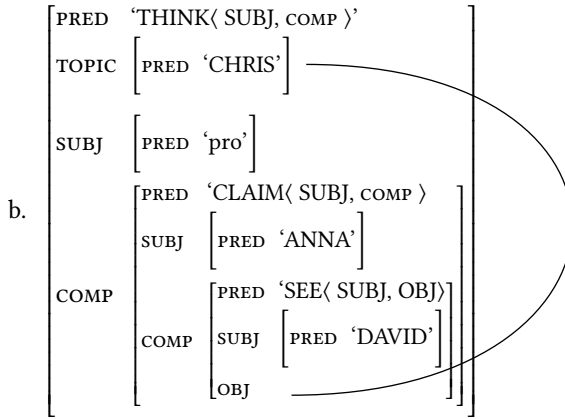 PRED ‘THINK⟨ SUBJ, COMP ⟩’
TOPIC [PRED ‘CHRIS’]
SUBJ [PRED ‘pro’]
b.
PRED ‘CLAIM⟨ SUBJ, COMP ⟩
SUBJ [PRED ‘ANNA’]
COMP
PRED ‘SEE⟨ SUBJ, OBJ⟩
COMP SUBJ [PRED ‘DAVID’]
OBJ